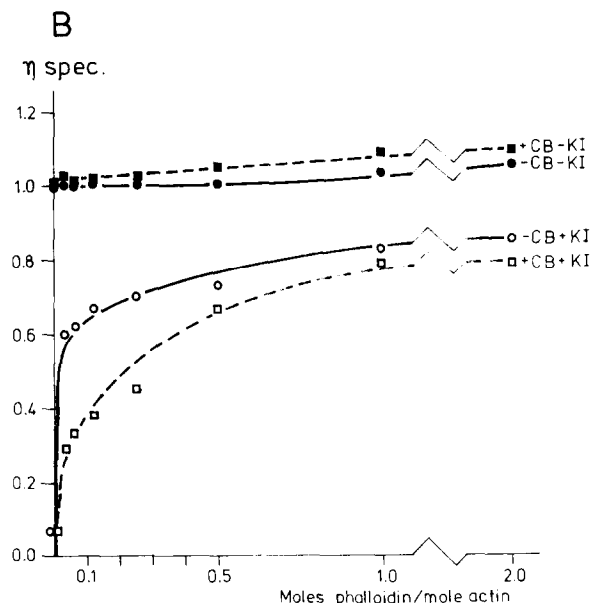 B
η spec.
1.2
1.0
0.8
0.6
0.4
0.2
0.0
+CB-KI
-CB-KI
-CB+KI
+CB+KI
0.1
0.5
1.0
2.0
Moles phalloidin/mole actin